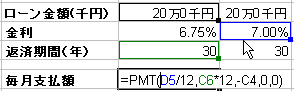 ローン金額(千円) 20万0千円 20万0千円
金利 6.75% 7.00%
返済期間(年) 30 30
毎月支払額 =PMT(D5/12,C6*12,-C4,0,0)